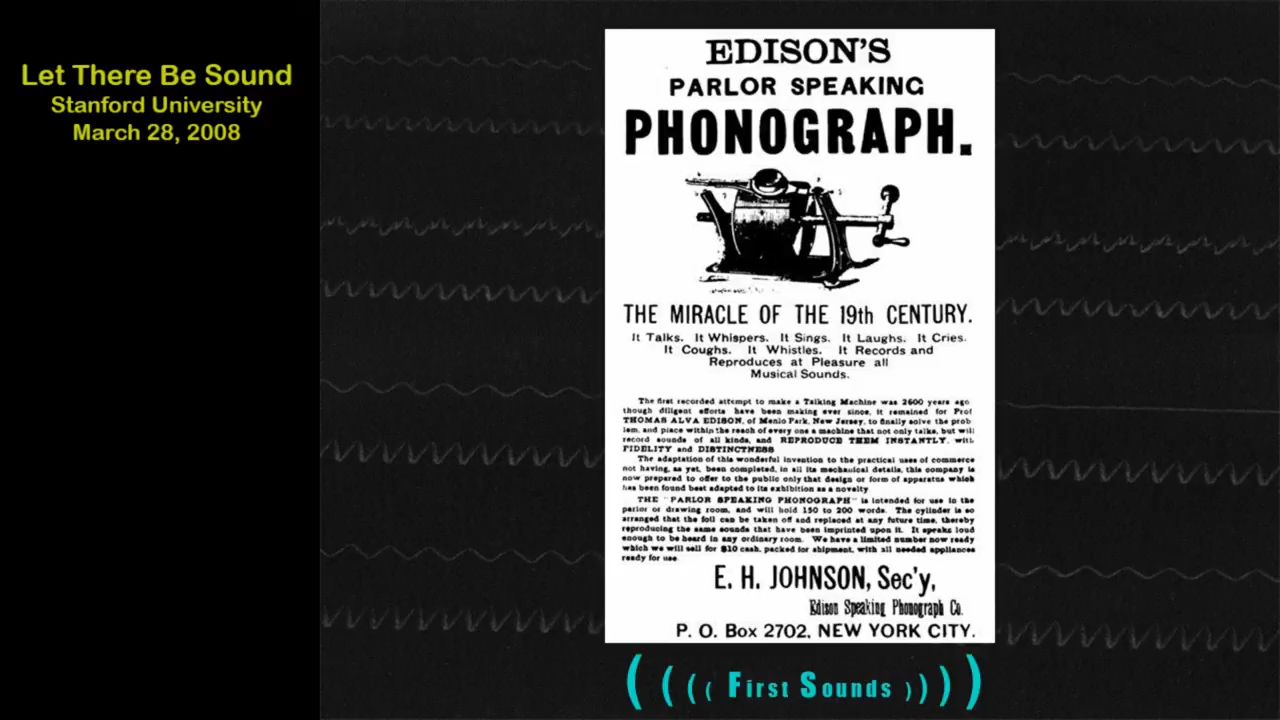 Let There Be Sound
Stanford University
March 28, 2008
EDISON'S
PARLOR SPEAKING
PHONOGRAPH.
THE MIRACLE OF THE 19th CENTURY.
It Talks. It Whispers. It Sings. It Laughs. It Cries.
It Coughs. It Whistles. It Records and
Reproduces at Pleasure all
Musical Sounds.
The first recorded attempt to make a Talking Machine was 2600 years ago
though diligent efforts have been making ever since, it remained for Prof
THOMAS ALVA EDISON, of Menlo Park, New Jersey, to finally solve the prob
lem, and place within the reach of every one a machine that not only talks, but will
record sounds of all kinds, and REPRODUCE THEM INSTANTLY, with
FIDELITY and DISTINCTNESS
The adaptation of this wonderful invention to the practical uses of commerce
not having, as yet, been completed, in all its mechanical details, this company is
now prepared to offer to the public only that design or form of apparatus which
has been found best adapted to its exhibition as a novelty
THE "PARLOR SPEAKING PHONOGRAPH" is intended for use in the
parlor or drawing room, and will hold 150 to 200 words. The cylinder is so
arranged that the foil can be taken off and replaced at any future time, thereby
reproducing the same sounds that have been imprinted upon it. It speaks loud
enough to be heard in any ordinary room. We have a limited number now ready
which we will sell for $10 cash, packed for shipment, with all needed appliances
ready for use
E. H. JOHNSON, Sec'y,
Edison Speaking Phonograph Co.
P. O. Box 2702, NEW YORK CITY.
( ( ( ( First Sounds ) ) ) )